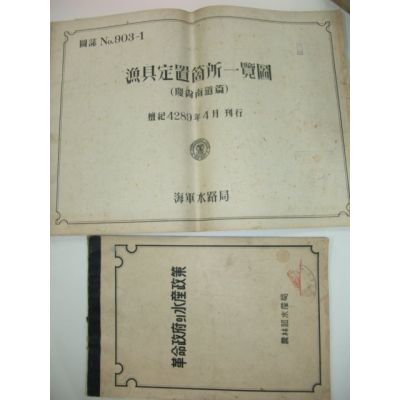 圖誌 No.903-1
漁具定置箇所一覽圖
(慶尙南道篇)
檀紀4289年4月 刊行
海軍水路局
革命政府의 水産政策
農林部水産局